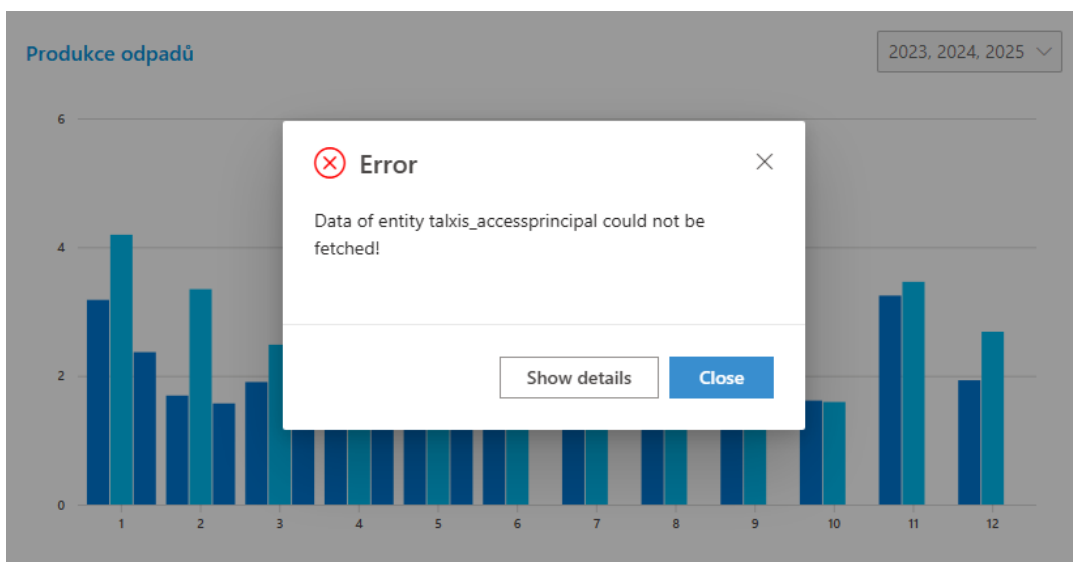 Produkce odpadů
2023, 2024, 2025
6
4
2
0
Error
Data of entity talxis_accessprincipal could not be
fetched!
Show details
Close
1 2 3 4 5 6 7 8 9 10 11 12